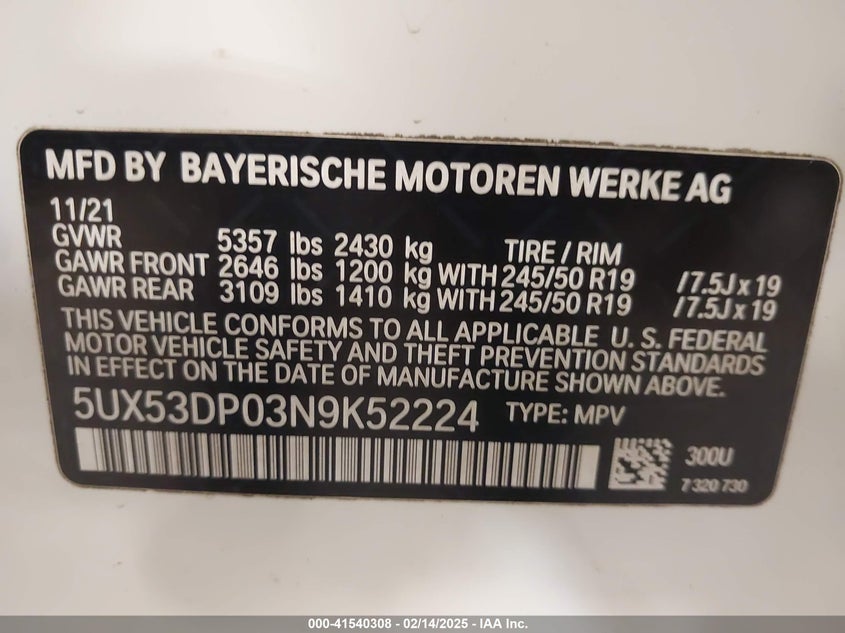 MFD BY BAYERISCHE MOTOREN WERKE AG
11/21
GVWR 5357 lbs 2430 kg TIRE / RIM
GAWR FRONT 2646 lbs 1200 kg WITH 245/50 R19 /7.5J x 19
GAWR REAR 3109 lbs 1410 kg WITH 245/50 R19 /7.5J x 19
THIS VEHICLE CONFORMS TO ALL APPLICABLE U. S. FEDERAL
MOTOR VEHICLE SAFETY AND THEFT PREVENTION STANDARDS
IN EFFECT ON THE DATE OF MANUFACTURE SHOWN ABOVE.
5UX53DP03N9K52224 TYPE: MPV
300U
7 320 730
000-41540308 - 02/14/2025 - IAA Inc.